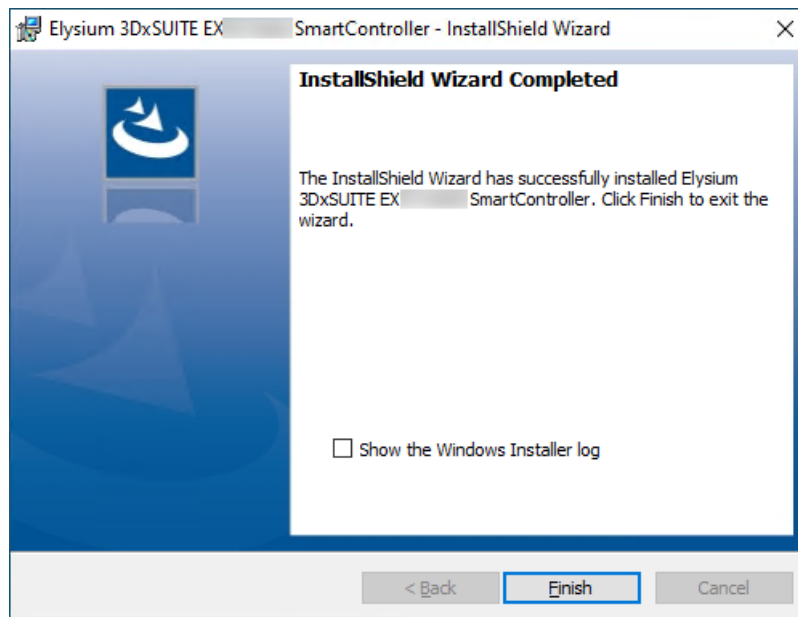 Elysium 3DxSUITE EX SmartController - InstallShield Wizard
InstallShield Wizard Completed
The InstallShield Wizard has successfully installed Elysium
3DxSUITE EX SmartController. Click Finish to exit the
wizard.
Show the Windows Installer log
< Back
Finish
Cancel